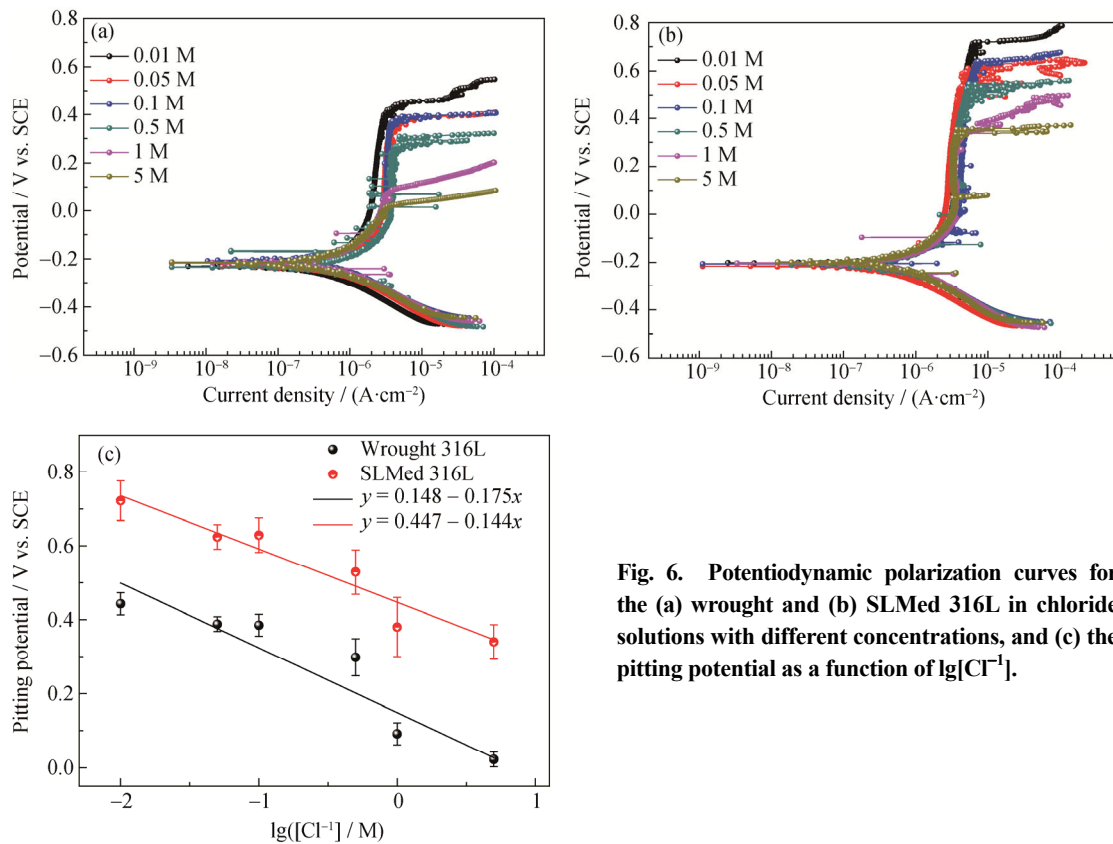 (a)
0.01 M
0.05 M
0.1 M
0.5 M
1 M
5 M
0.8
0.6
0.4
0.2
0.0
−0.2
−0.4
−0.6
Potential / V vs. SCE
10⁻⁹ 10⁻⁸ 10⁻⁷ 10⁻⁶ 10⁻⁵ 10⁻⁴
Current density / (A·cm⁻²)
(b)
0.01 M
0.05 M
0.1 M
0.5 M
1 M
5 M
0.8
0.6
0.4
0.2
0.0
−0.2
−0.4
−0.6
Potential / V vs. SCE
10⁻⁹ 10⁻⁸ 10⁻⁷ 10⁻⁶ 10⁻⁵ 10⁻⁴
Current density / (A·cm⁻²)
(c)
Wrought 316L
SLMed 316L
y = 0.148 − 0.175x
y = 0.447 − 0.144x
0.8
0.6
0.4
0.2
0.0
Pitting potential / V vs. SCE
−2 −1 0 1
lg([Cl⁻¹ / M)
Fig. 6. Potentiodynamic polarization curves for
the (a) wrought and (b) SLMed 316L in chloride
solutions with different concentrations, and (c) the
pitting potential as a function of lg[Cl⁻¹].